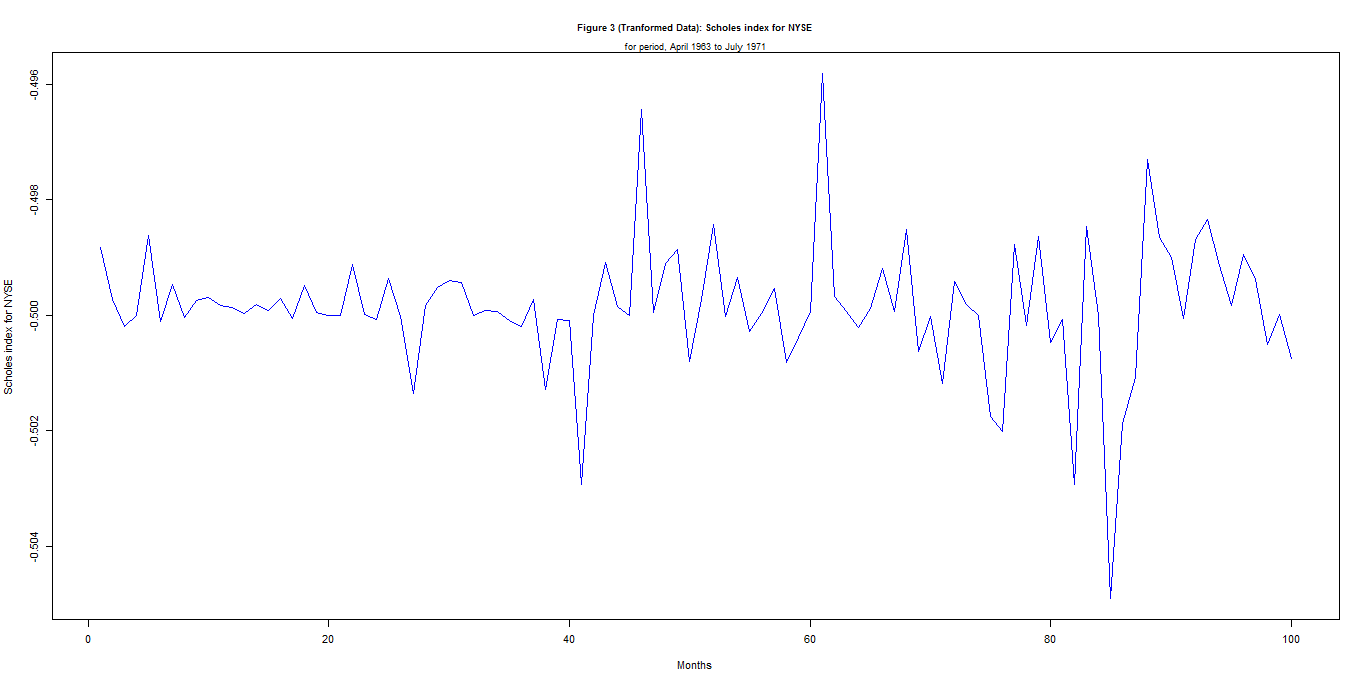 Figure 3 (Tranformed Data): Scholes index for NYSE
for period, April 1963 to July 1971
Scholes index for NYSE
-0.496
-0.498
-0.500
-0.502
-0.504
0 20 40 60 80 100
Months